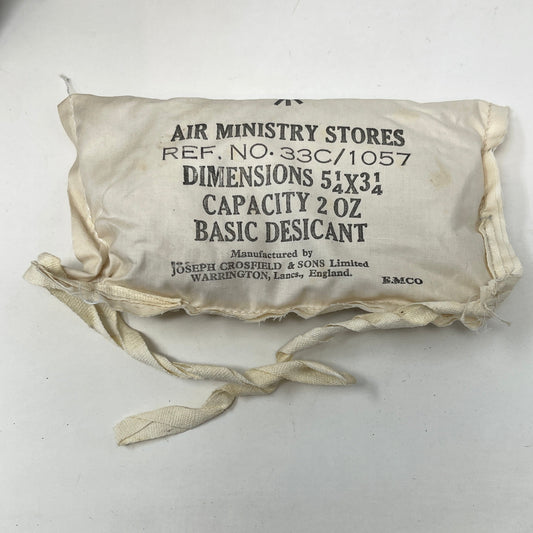 AIR MINISTRY STORES
REF. NO. 33C/1057
DIMENSIONS 5¼X3¼
CAPACITY 2 OZ
BASIC DESICANT
Manufactured by
JOSEPH CROSFIELD & SONS Limited
WARRINGTON, Lancs., England.
E.MCO